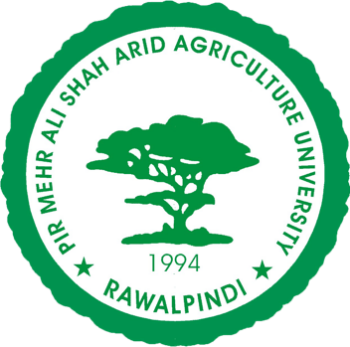 PIR MEHR ALI SHAH ARID AGRICULTURE UNIVERSITY
1994
RAWALPINDI